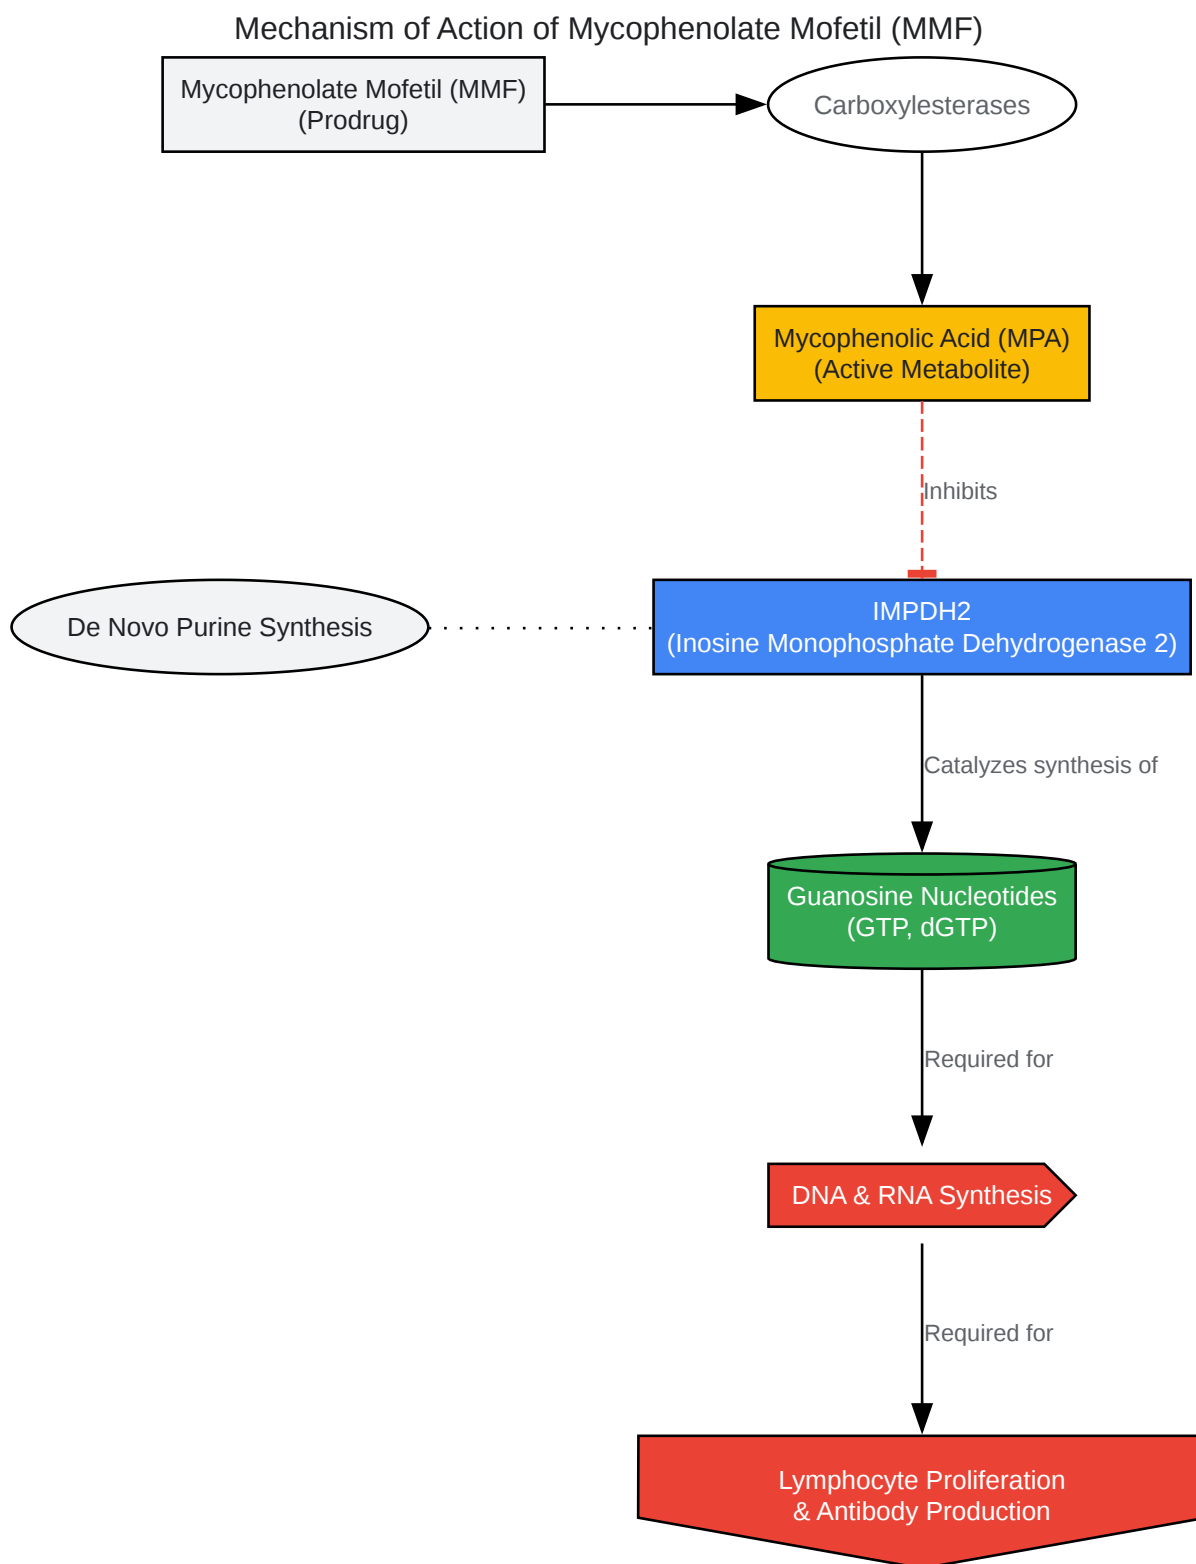 Mechanism of Action of Mycophenolate Mofetil (MMF)
Mycophenolate Mofetil (MMF)
(Prodrug)
Carboxylesterases
Mycophenolic Acid (MPA)
(Active Metabolite)
Inhibits
De Novo Purine Synthesis
IMPDH2
(Inosine Monophosphate Dehydrogenase 2)
Catalyzes synthesis of
Guanosine Nucleotides
(GTP, dGTP)
Required for
DNA & RNA Synthesis
Required for
Lymphocyte Proliferation
& Antibody Production